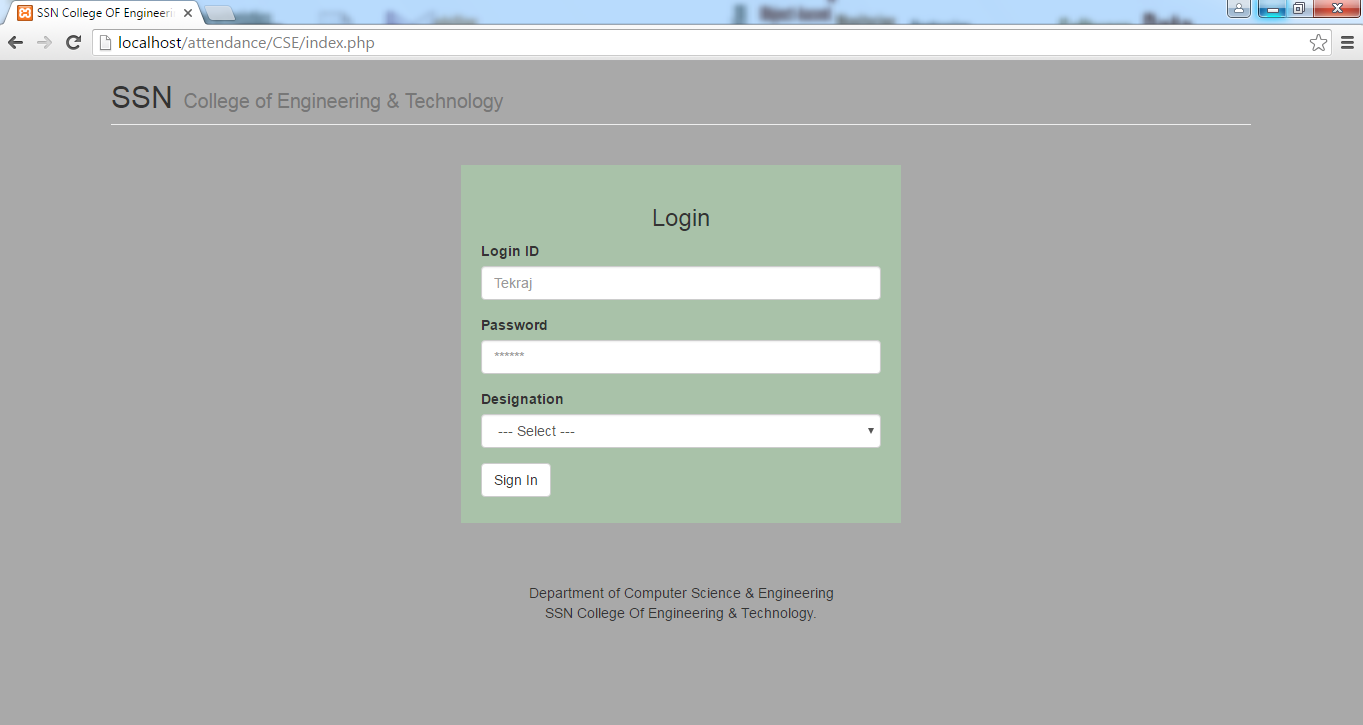 SSN College OF Engineeri
localhost/attendance/CSE/index.php
SSN College of Engineering & Technology
Login
Login ID
Tekraj
Password
******
Designation
--- Select ---
Sign In
Department of Computer Science & Engineering
SSN College Of Engineering & Technology.